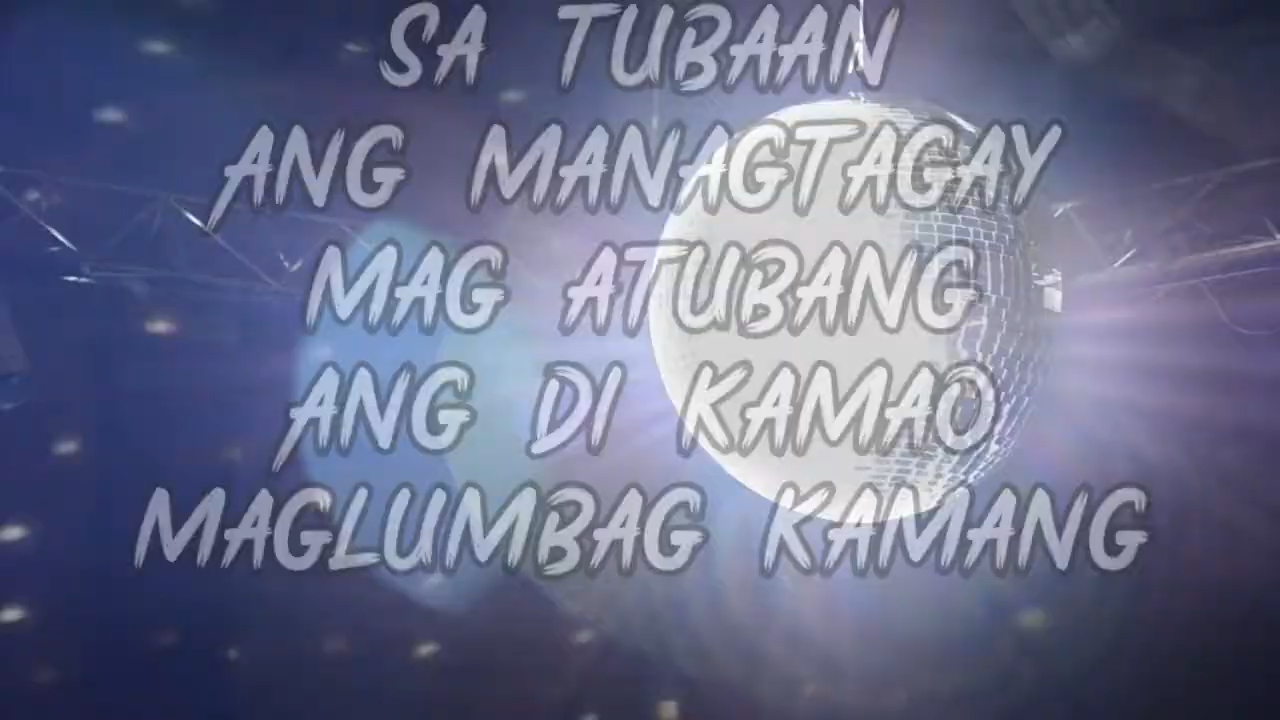 SA TUBAAN
ANG MANAGTAGAY
MAG ATUBANG
ANG DI KAMAO
MAGLUMBAG KAMANG